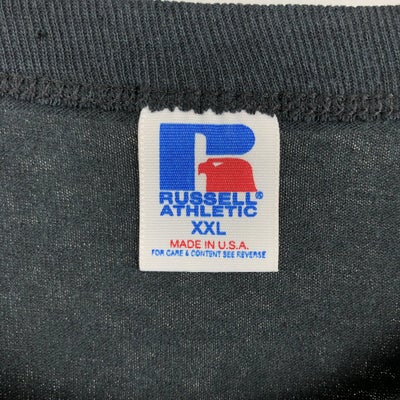 R
RUSSELL®
ATHLETIC
XXL
MADE IN U.S.A.
FOR CARE & CONTENT SEE REVERSE